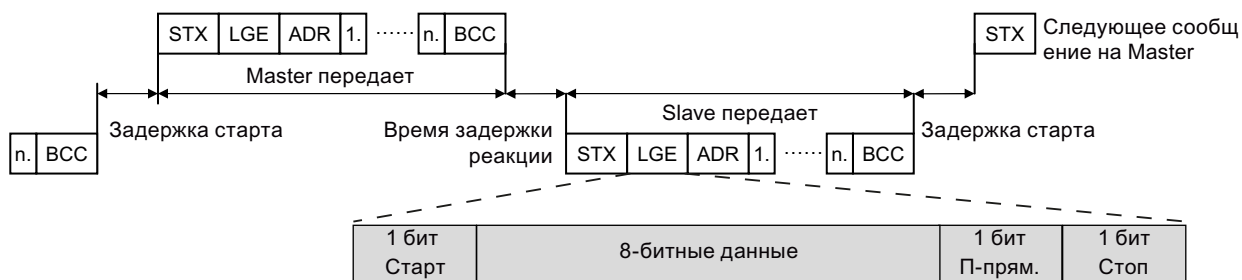 STX LGE ADR 1. ...... n. BCC
STX
Следующее сообщ
ение на Master
Master передает
Slave передает
Задержка старта
Время задержки
реакции
Задержка старта
n. BCC
STX LGE ADR 1. ...... n. BCC
1 бит
Старт
8-битные данные
1 бит
П-прям.
1 бит
Стоп